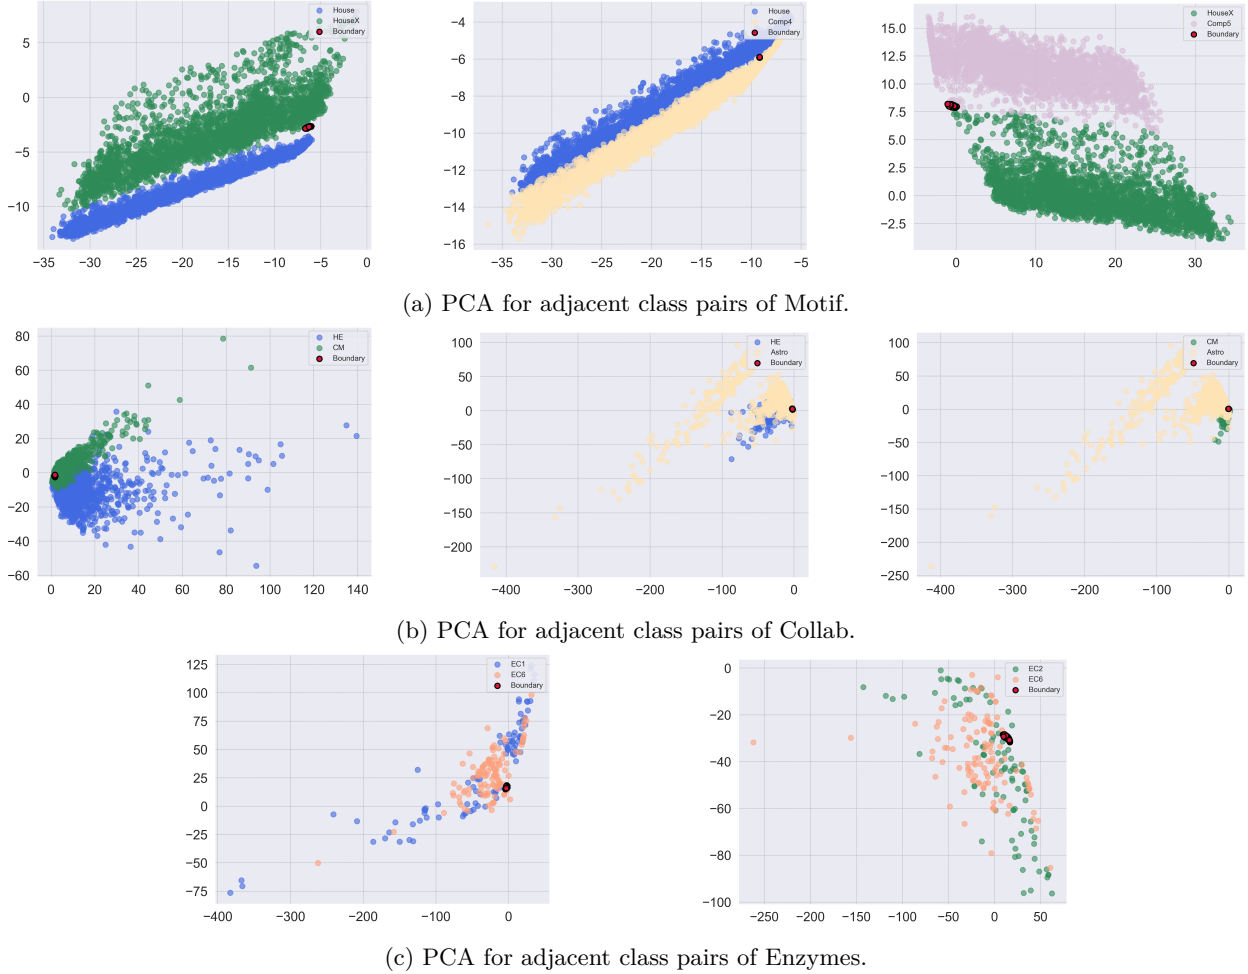 House
HouseX
Boundary
5
0
−5
−10
−35 −30 −25 −20 −15 −10 −5 0
House
Comp4
Boundary
−4
−6
−8
−10
−12
−14
−16
−35 −30 −25 −20 −15 −10 −5
HouseX
Comp5
Boundary
15.0
12.5
10.0
7.5
5.0
2.5
0.0
−2.5
0 10 20 30
(a) PCA for adjacent class pairs of Motif.
HE
CM
Boundary
80
60
40
20
0
−20
−40
−60
0 20 40 60 80 100 120 140
HE
Astro
Boundary
100
50
0
−50
−100
−150
−200
−400 −300 −200 −100 0
CM
Astro
Boundary
100
50
0
−50
−100
−150
−200
−250
−400 −300 −200 −100 0
(b) PCA for adjacent class pairs of Collab.
EC1
EC6
Boundary
125
100
75
50
25
0
−25
−50
−75
−400 −300 −200 −100 0
EC2
EC6
Boundary
0
−20
−40
−60
−80
−100
−250 −200 −150 −100 −50 0 50
(c) PCA for adjacent class pairs of Enzymes.